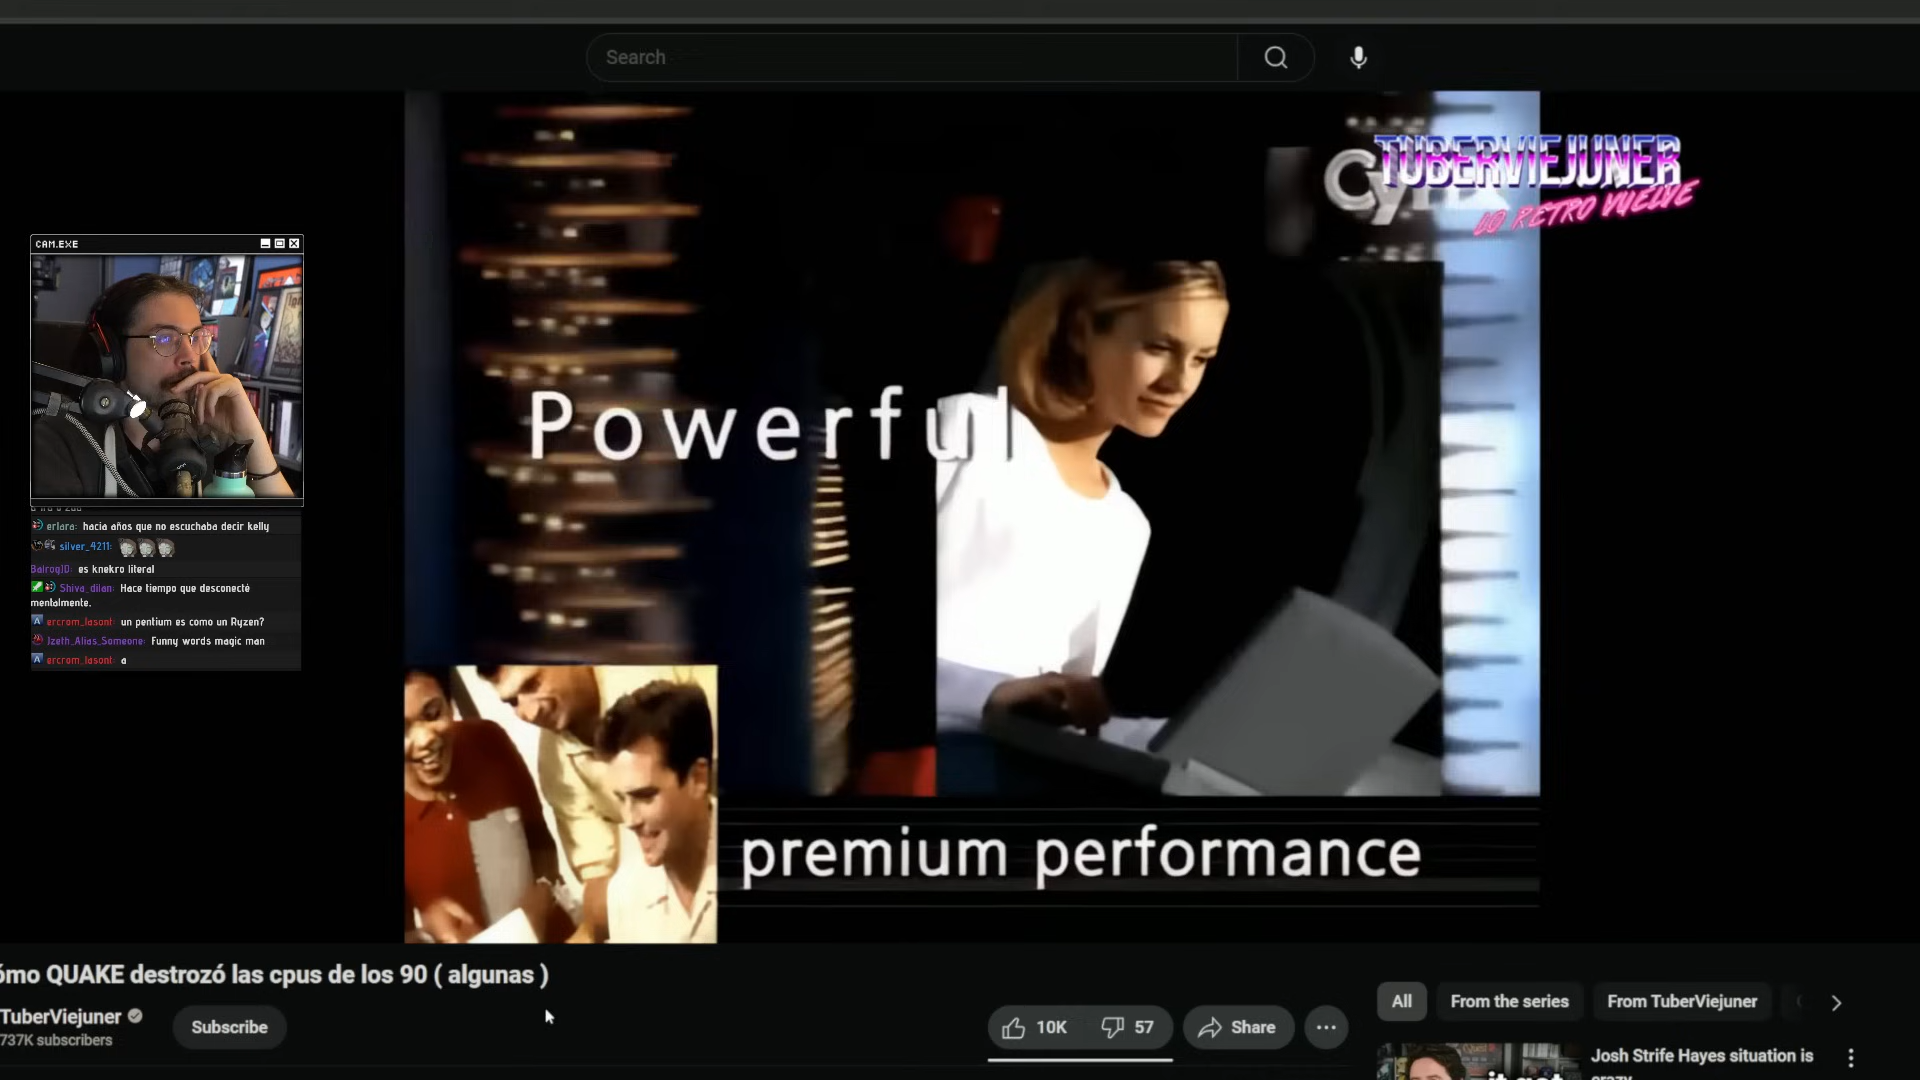 Search
TUBERVIEJUNER
LO RETRO VUELVE
CAM.EXE
Powerful
erlara: hacia años que no escuchaba decir kelly
silver_4211:
BalrogJD: es knekro literal
Shiva_dilan: Hace tiempo que desconecté
mentalmente.
ercrom_lasont: un pentium es como un Ryzen?
Izeth_Alias_Someone: Funny words magic man
ercrom_lasont: a
premium performance
ómo QUAKE destrozó las cpus de los 90 ( algunas )
TuberViejuner
737K subscribers
Subscribe
10K
57
Share
All
From the series
From TuberViejuner
Josh Strife Hayes situation is